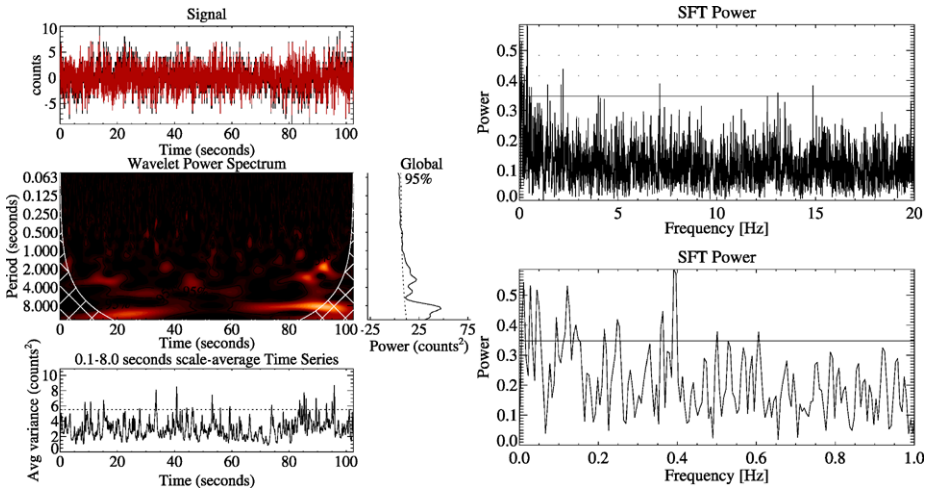 Signal
10
5
0
-5
counts
0 20 40 60 80 100
Time (seconds)
Wavelet Power Spectrum
0.063
0.125
0.250
0.500
1.000
2.000
4.000
8.000
Period (seconds)
0 20 40 60 80 100
Time (seconds)
Global
95%
-25 25 75
Power (counts²)
0.1-8.0 seconds scale-average Time Series
10
8
6
4
2
0
Avg variance (counts²)
0 20 40 60 80 100
Time (seconds)
SFT Power
0.5
0.4
0.3
0.2
0.1
0.0
Power
0 5 10 15 20
Frequency [Hz]
SFT Power
0.5
0.4
0.3
0.2
0.1
0.0
Power
0.0 0.2 0.4 0.6 0.8 1.0
Frequency [Hz]